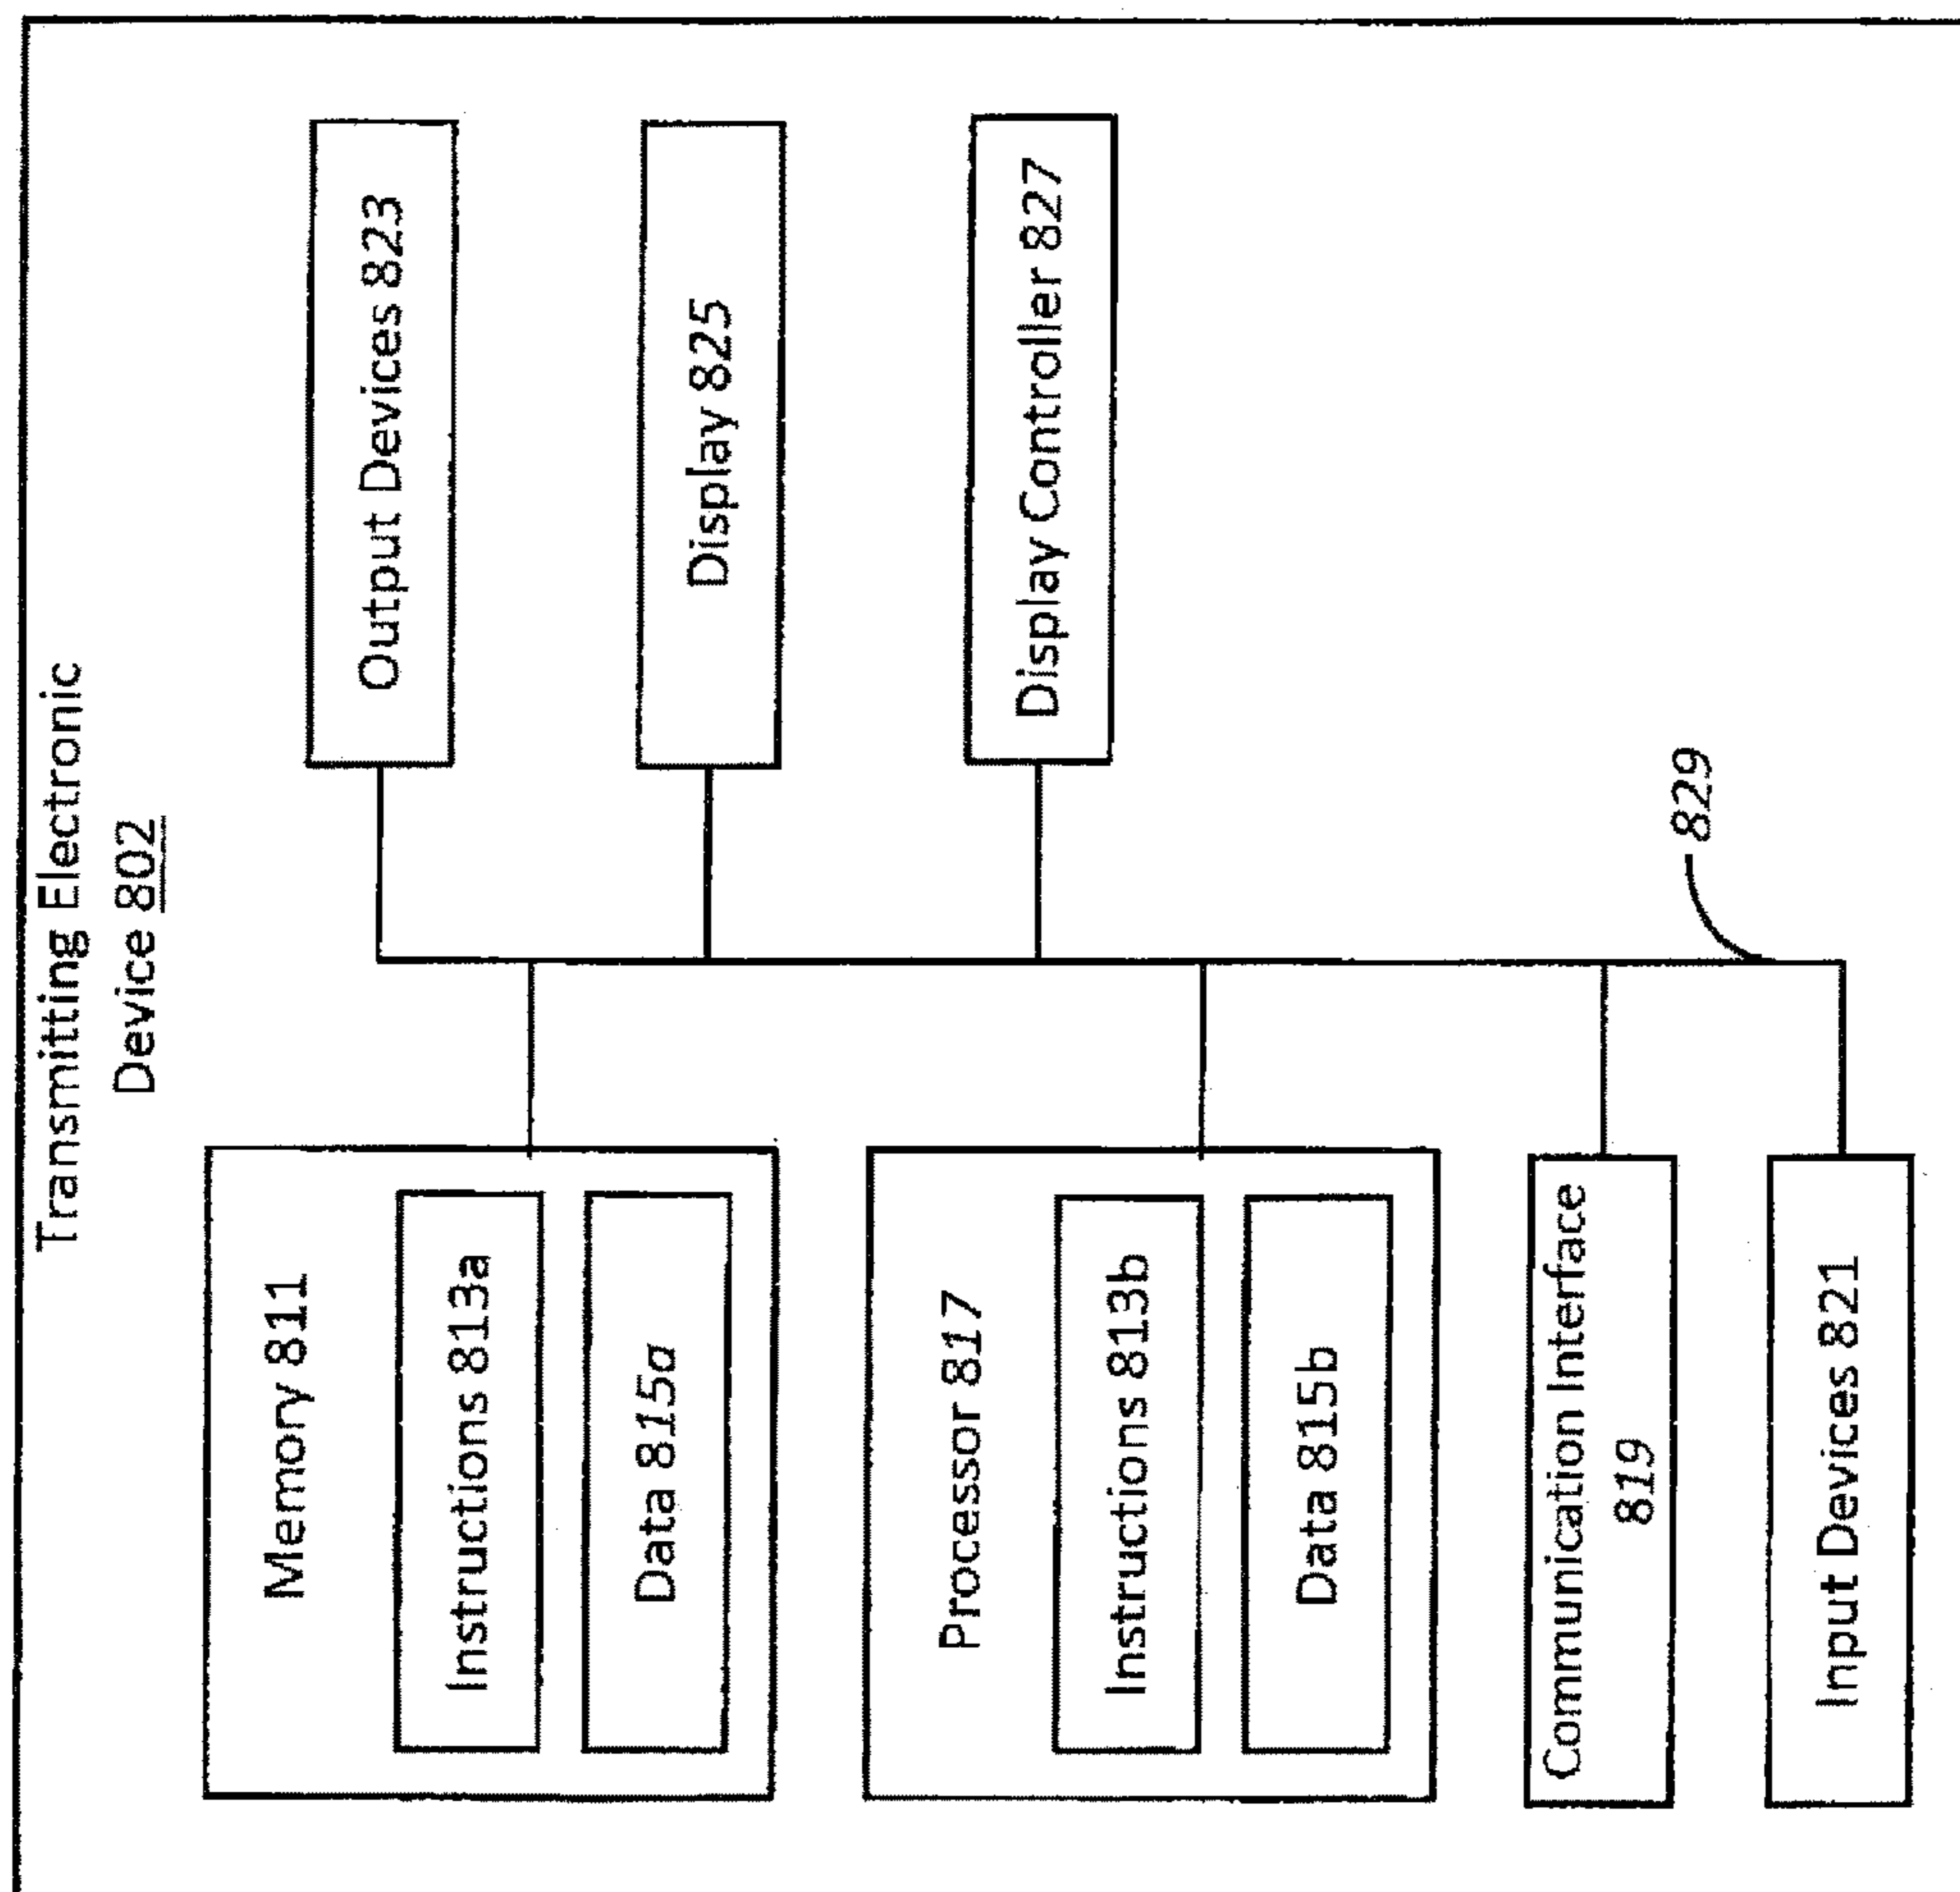 Transmitting Electronic
Device 802
Memory 811
Instructions 813a
Data 815a
Processor 817
Instructions 813b
Data 815b
Communication Interface
819
Input Devices 821
Output Devices 823
Display 825
Display Controller 827
829